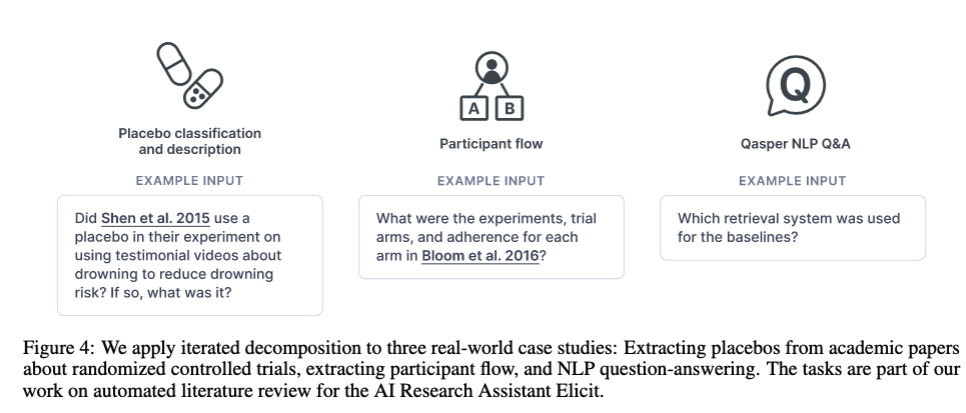 Placebo classification
and description
EXAMPLE INPUT
Did Shen et al. 2015 use a
placebo in their experiment on
using testimonial videos about
drowning to reduce drowning
risk? If so, what was it?
A B
Participant flow
EXAMPLE INPUT
What were the experiments, trial
arms, and adherence for each
arm in Bloom et al. 2016?
Q
Qasper NLP Q&A
EXAMPLE INPUT
Which retrieval system was used
for the baselines?
Figure 4: We apply iterated decomposition to three real-world case studies: Extracting placebos from academic papers
about randomized controlled trials, extracting participant flow, and NLP question-answering. The tasks are part of our
work on automated literature review for the AI Research Assistant Elicit.